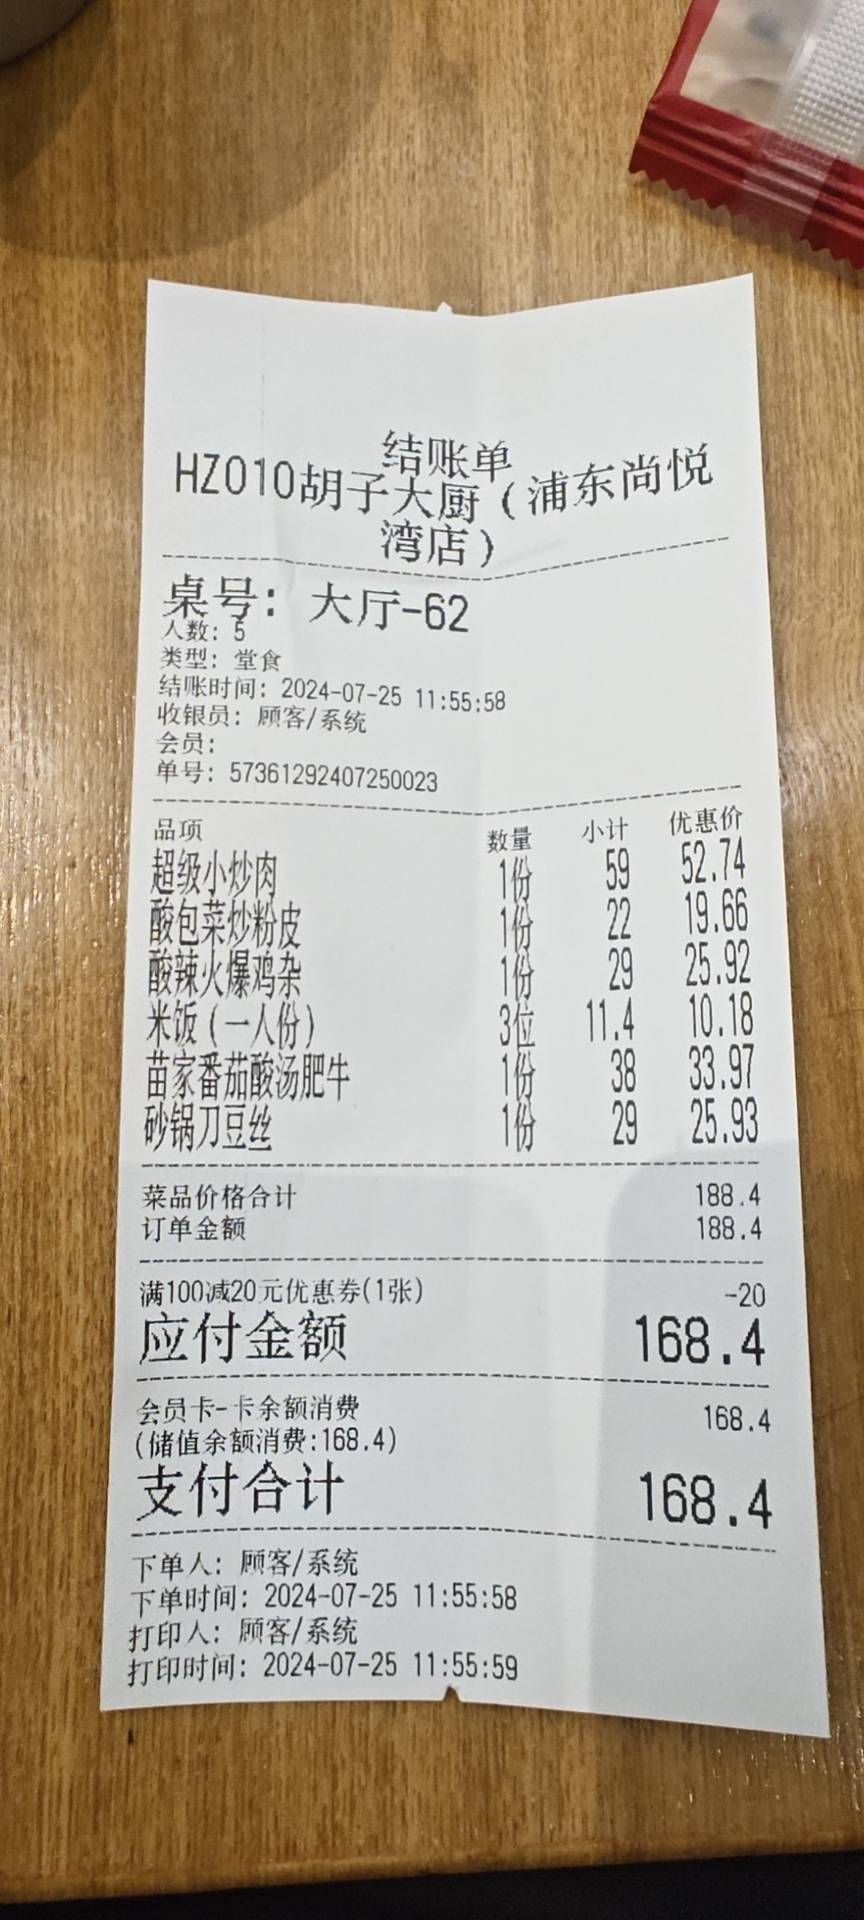 结账单
HZ010胡子大厨(浦东尚悦
湾店)
桌号: 大厅-62
人数: 5
类型: 堂食
结账时间: 2024-07-25 11:55:58
收银员: 顾客/系统
会员:
单号: 573612924072500​23
品项 数量 小计 优惠价
超级小炒肉 1份 59 52.74
酸包菜炒粉皮 1份 22 19.66
酸辣火爆鸡杂 1份 29 25.92
米饭(一人份) 3位 11.4 10.18
苗家番茄酸汤肥牛 1份 38 33.97
砂锅刀豆丝 1份 29 25.93
菜品价格合计 188.4
订单金额 188.4
满100减20元优惠券(1张) -20
应付金额 168.4
会员卡-卡余额消费 168.4
(储值余额消费:168.4)
支付合计 168.4
下单人: 顾客/系统
下单时间: 2024-07-25 11:55:58
打印人: 顾客/系统
打印时间: 2024-07-25 11:55:59